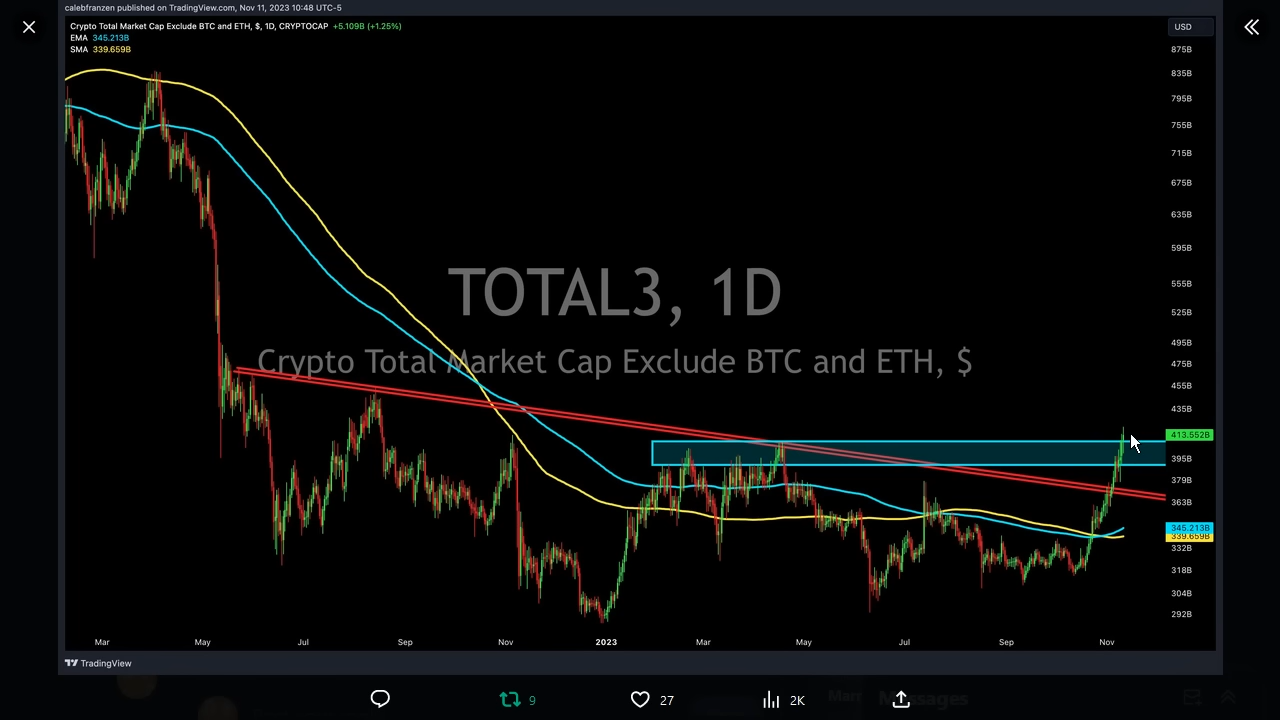 calebfranzen published on TradingView.com, Nov 11, 2023 10:48 UTC-5
Crypto Total Market Cap Exclude BTC and ETH, $, 1D, CRYPTOCAP +5.109B (+1.25%)
EMA 345.213B
SMA 339.659B
USD
875B
835B
795B
755B
715B
675B
635B
595B
555B
525B
495B
475B
455B
435B
413.552B
395B
379B
363B
345.213B
339.659B
332B
318B
304B
292B
TOTAL3, 1D
Crypto Total Market Cap Exclude BTC and ETH, $
Mar May Jul Sep Nov 2023 Mar May Jul Sep Nov
TradingView
9 27 2K
Messages